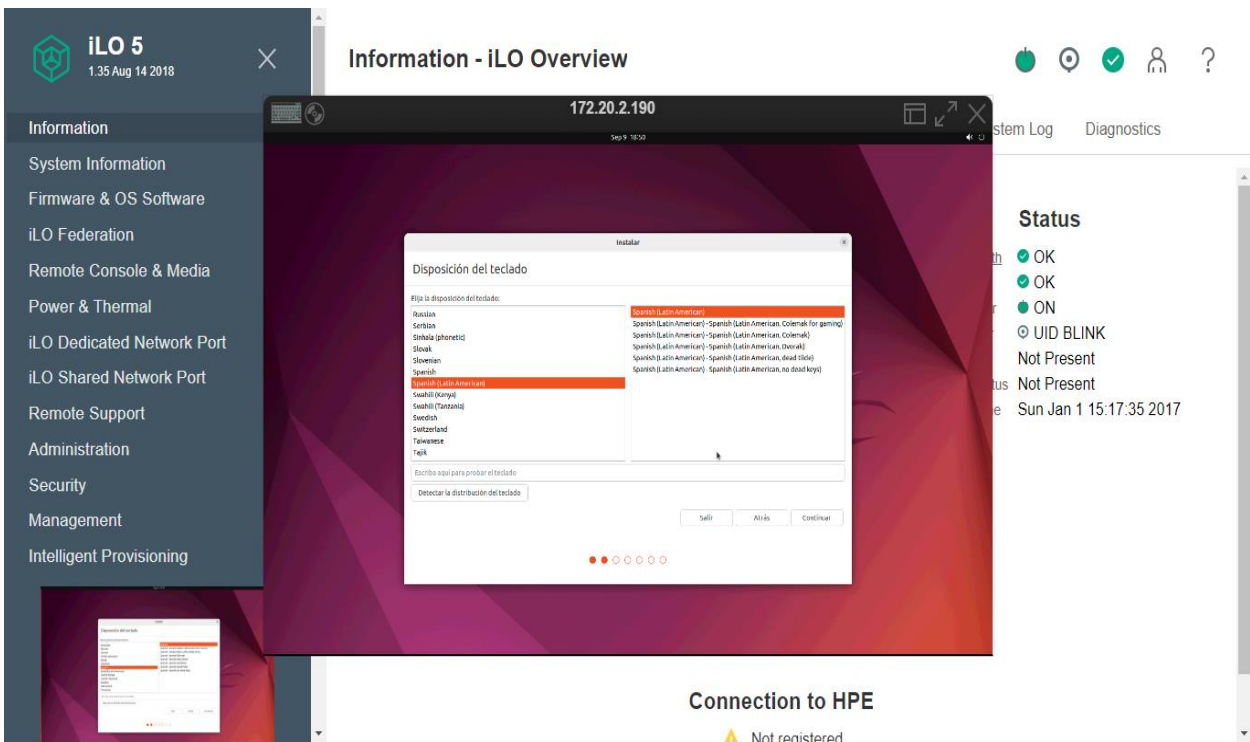 iLO 5
1.35 Aug 14 2018
Information
System Information
Firmware & OS Software
iLO Federation
Remote Console & Media
Power & Thermal
iLO Dedicated Network Port
iLO Shared Network Port
Remote Support
Administration
Security
Management
Intelligent Provisioning
Information - iLO Overview
?
stem Log Diagnostics
172.20.2.190
Sep 9 18:50
Instalar
Disposición del teclado
Elija la disposición del teclado:
Russian
Serbian
Sinhala (phonetic)
Slovak
Slovenian
Spanish
Spanish (Latin American)
Swahili (Kenya)
Swahili (Tanzania)
Swedish
Switzerland
Taiwanese
Tajik
Spanish (Latin American)
Spanish (Latin American) - Spanish (Latin American, Colemak for gaming)
Spanish (Latin American) - Spanish (Latin American, Colemak)
Spanish (Latin American) - Spanish (Latin American, Dvorak)
Spanish (Latin American) - Spanish (Latin American, dead tilde)
Spanish (Latin American) - Spanish (Latin American, no dead keys)
Escriba aquí para probar el teclado
Detectar la distribución del teclado
Salir Atrás Continuar
Status
th OK
OK
r ON
UID BLINK
Not Present
tus Not Present
e Sun Jan 1 15:17:35 2017
Connection to HPE
Not registered